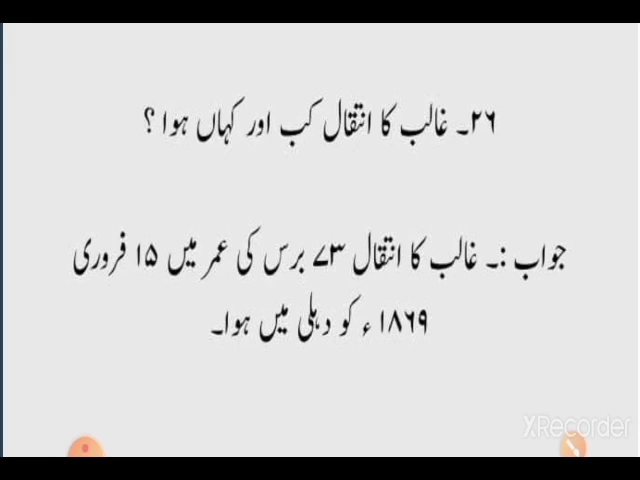 ۲۶۔ غالب کا انتقال کب اور کہاں ہوا ؟
جواب :۔ غالب کا انتقال ۷۳ برس کی عمر میں ۱۵ فروری
۱۸۶۹ء کو دہلی میں ہوا۔
XRecorder